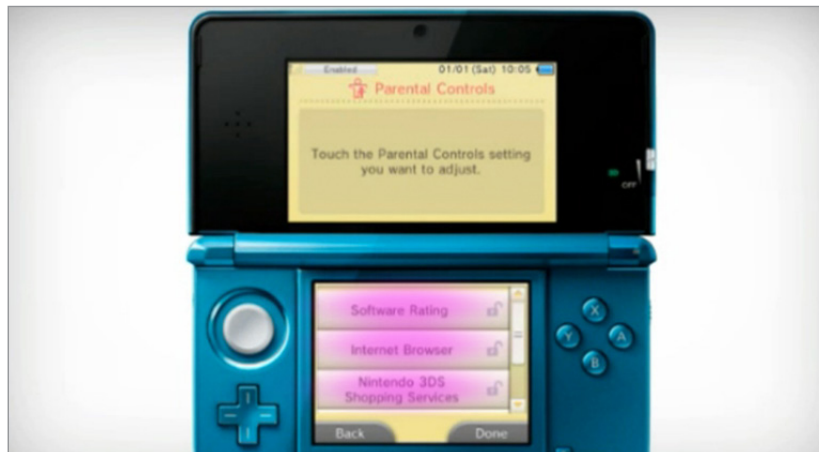 Enabled 01/01 (Sat) 10:05
Parental Controls
Touch the Parental Controls setting
you want to adjust.
OFF
Software Rating
Internet Browser
Nintendo 3DS
Shopping Services
X
Y
A
B
Back Done